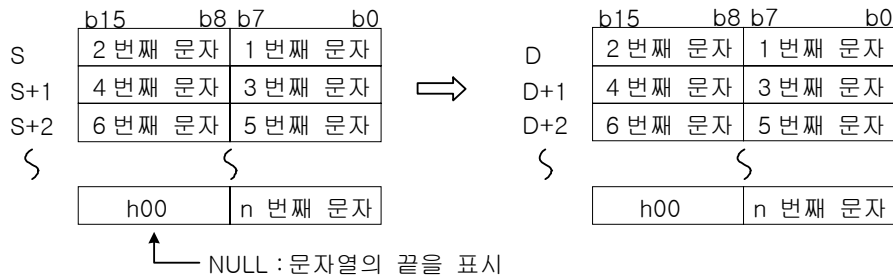 b15 b8 b7 b0 b15 b8 b7 b0
S 2 번째 문자 1 번째 문자 D 2 번째 문자 1 번째 문자
S+1 4 번째 문자 3 번째 문자 D+1 4 번째 문자 3 번째 문자
S+2 6 번째 문자 5 번째 문자 D+2 6 번째 문자 5 번째 문자
h00 n 번째 문자 h00 n 번째 문자
NULL : 문자열의 끝을 표시